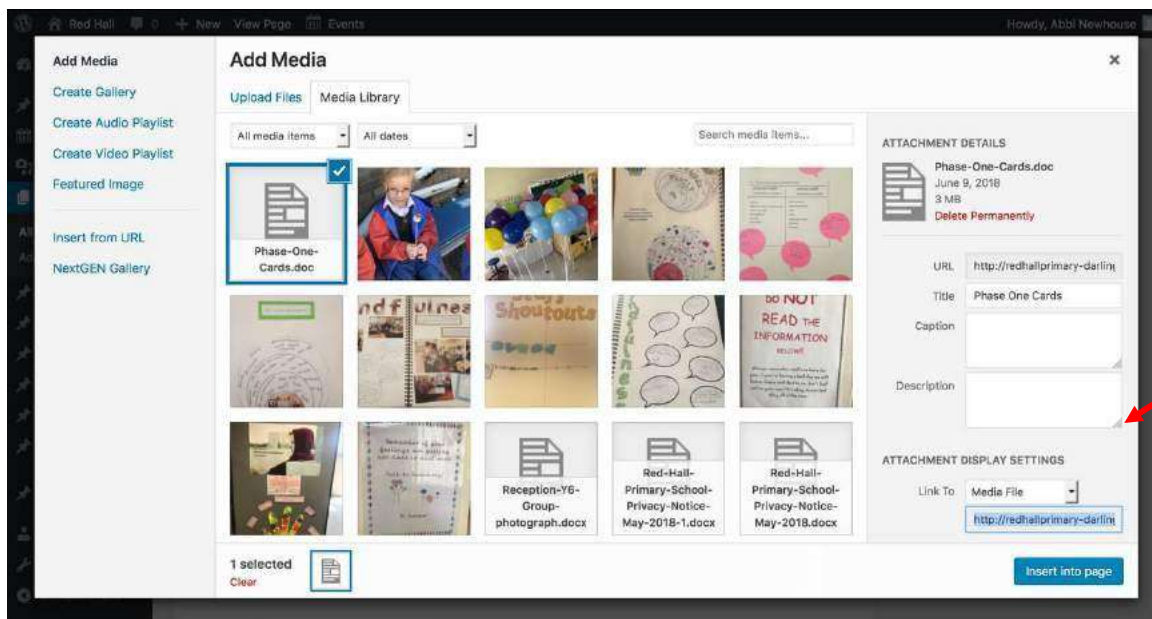 Red Hall 0 + New View Page Events Howdy, Abbi Newhouse
Add Media
Create Gallery
Create Audio Playlist
Create Video Playlist
Featured Image
Insert from URL
NextGEN Gallery
Add Media
×
Upload Files Media Library
All media items All dates Search media items...
Phase-One-
Cards.doc
ndf ulnes
Shoutouts
DO NOT
READ THE
INFORMATION
BELOW!!
Reception-Y6-
Group-
photograph.docx
Red-Hall-
Primary-School-
Privacy-Notice-
May-2018-1.docx
Red-Hall-
Primary-School-
Privacy-Notice-
May-2018.docx
1 selected
Clear
ATTACHMENT DETAILS
Phase-One-Cards.doc
June 9, 2018
3 MB
Delete Permanently
URL http://redhallprimary-darling
Title Phase One Cards
Caption
Description
ATTACHMENT DISPLAY SETTINGS
Link To Media File
http://redhallprimary-darling
Insert into page